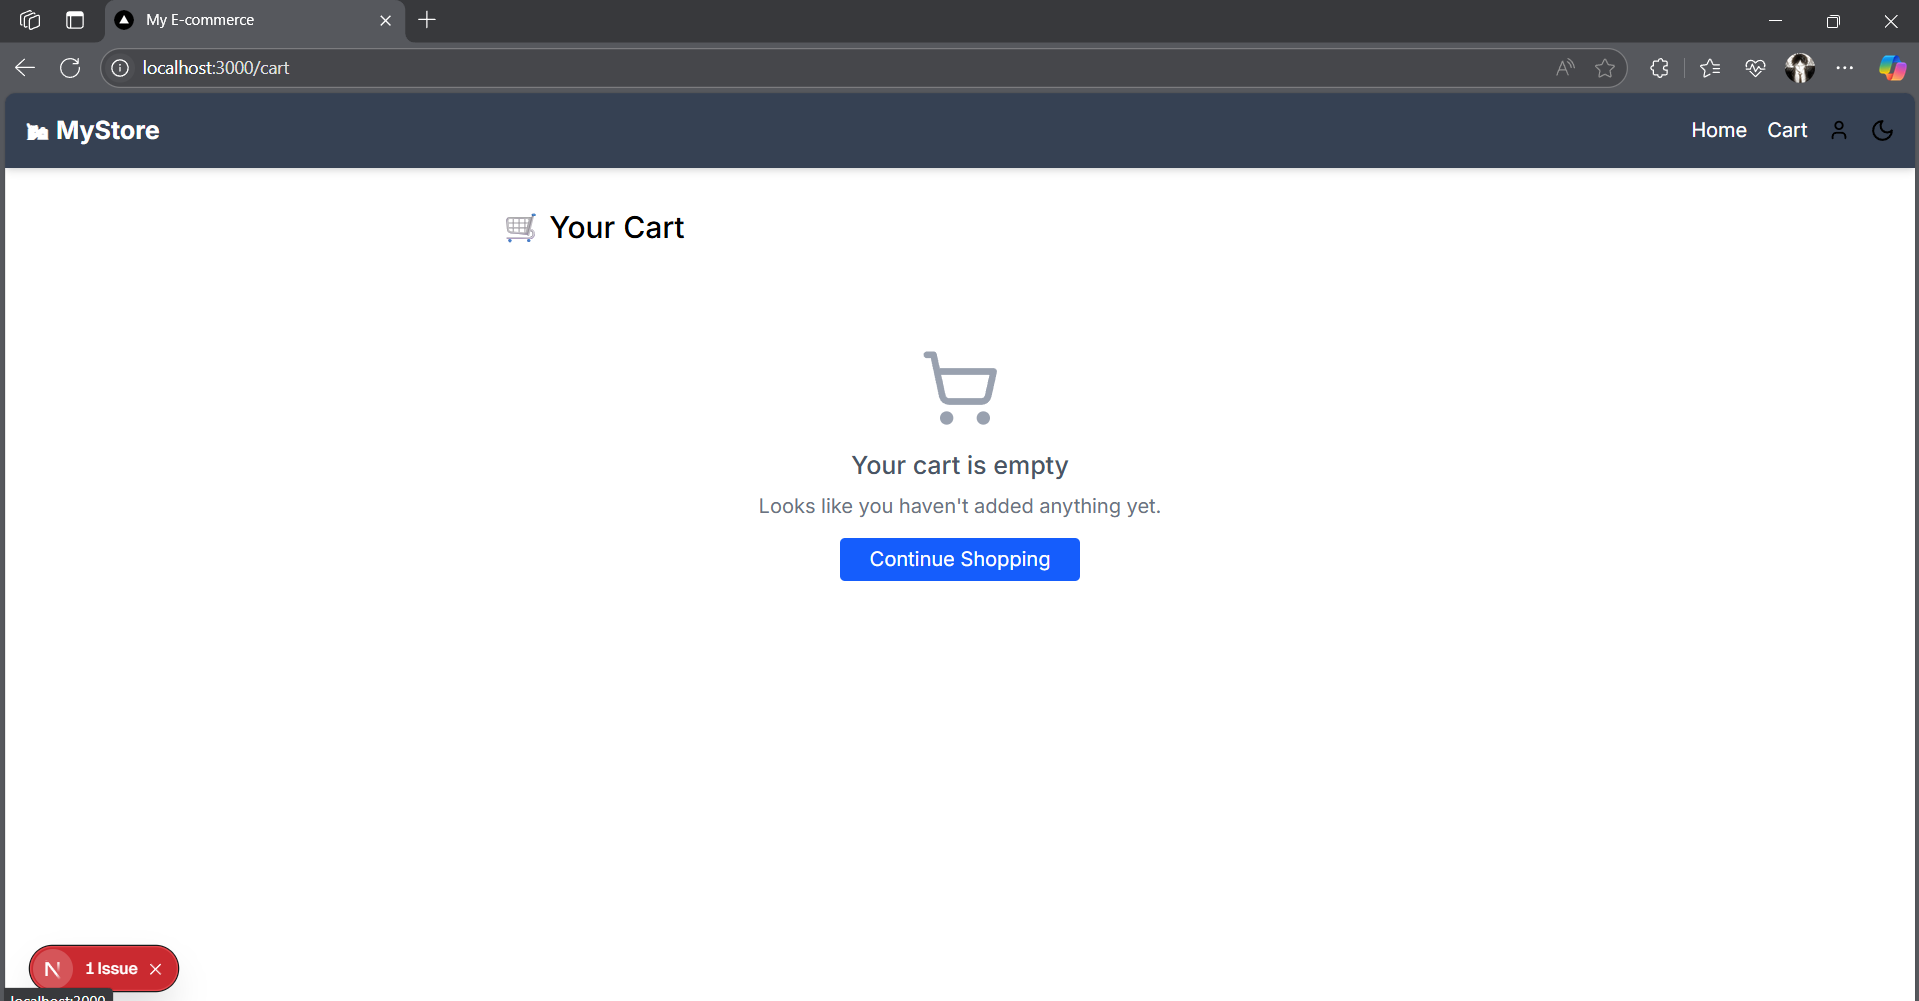 My E-commerce
localhost:3000/cart
MyStore
Home Cart
Your Cart
Your cart is empty
Looks like you haven't added anything yet.
Continue Shopping
N 1 Issue
localhost:3000